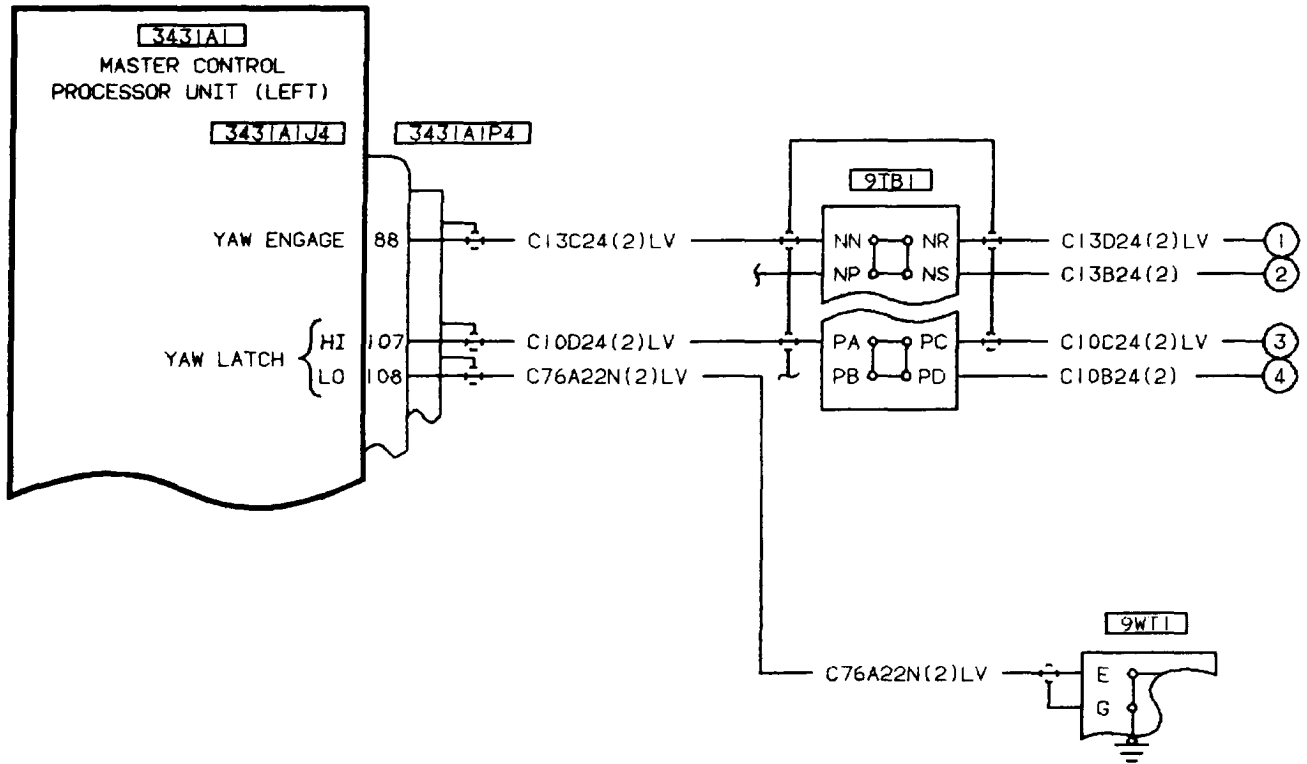 3431A1
MASTER CONTROL
PROCESSOR UNIT (LEFT)
3431A1J4 3431A1P4
9TB1
YAW ENGAGE 88 C13C24(2)LV NN NR C13D24(2)LV 1
NP NS C13B24(2) 2
YAW LATCH
HI 107 C10D24(2)LV PA PC C10C24(2)LV 3
LO 108 C76A22N(2)LV PB PD C10B24(2) 4
9WT1
C76A22N(2)LV E
G